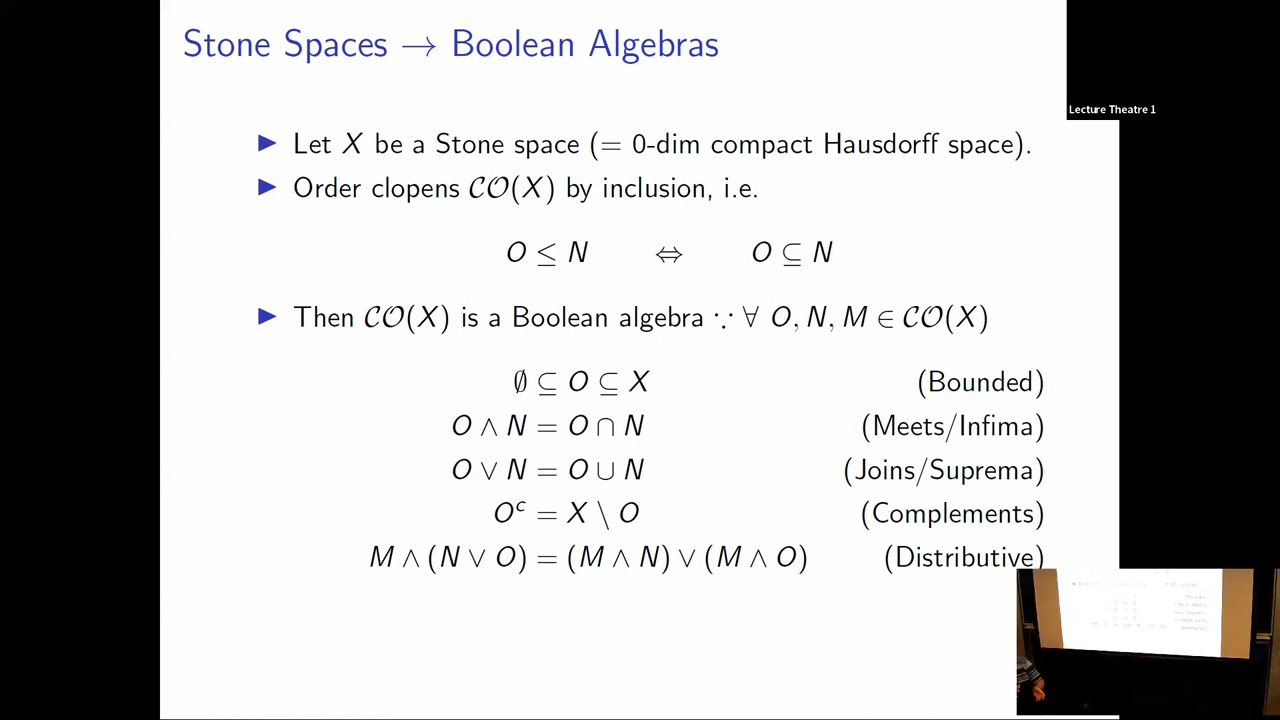 Stone Spaces → Boolean Algebras
Lecture Theatre 1
▶ Let X be a Stone space (= 0-dim compact Hausdorff space).
▶ Order clopens 𝒞𝒪(X) by inclusion, i.e.
O ≤ N ⇔ O ⊆ N
▶ Then 𝒞𝒪(X) is a Boolean algebra ∵ ∀ O, N, M ∈ 𝒞𝒪(X)
∅ ⊆ O ⊆ X (Bounded)
O ∧ N = O ∩ N (Meets/Infima)
O ∨ N = O ∪ N (Joins/Suprema)
Oᶜ = X \ O (Complements)
M ∧ (N ∨ O) = (M ∧ N) ∨ (M ∧ O) (Distributive)